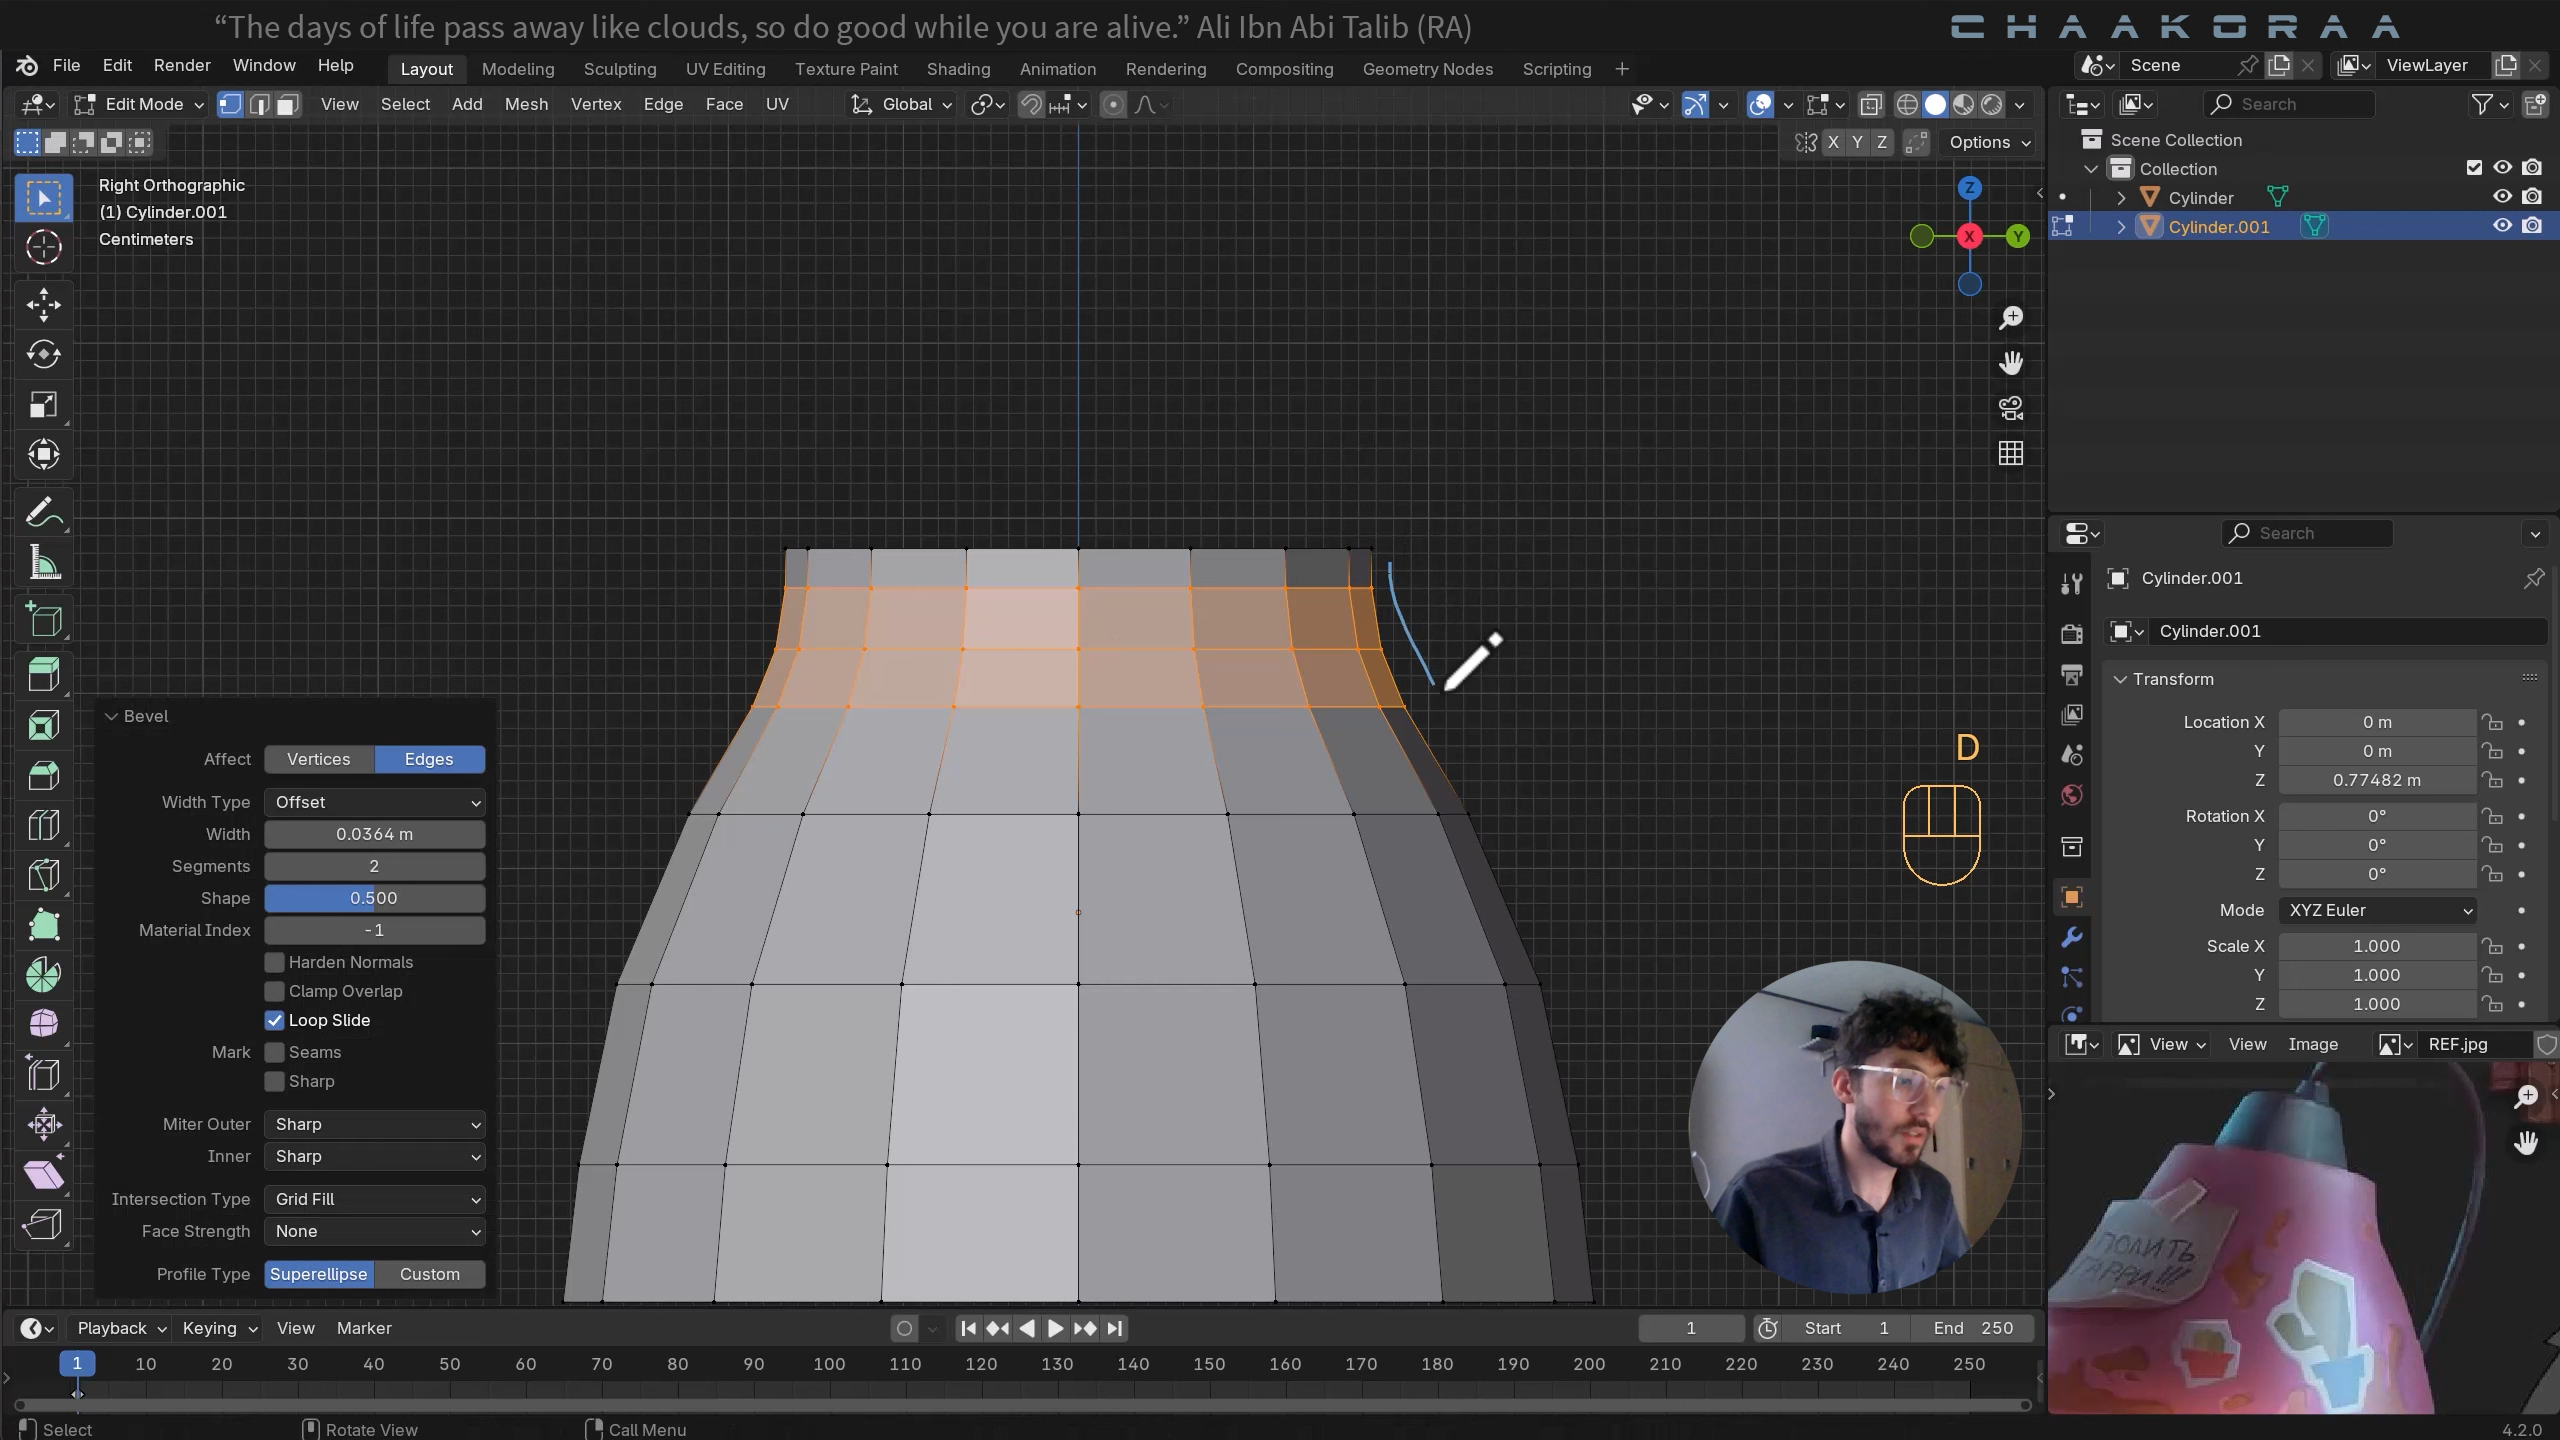 “The days of life pass away like clouds, so do good while you are alive.” Ali Ibn Abi Talib (RA)
CHAAKORAA
File Edit Render Window Help
Layout Modeling Sculpting UV Editing Texture Paint Shading Animation Rendering Compositing Geometry Nodes Scripting +
Scene
ViewLayer
Edit Mode
View Select Add Mesh Vertex Edge Face UV
Global
Search
X Y Z
Options
Right Orthographic
(1) Cylinder.001
Centimeters
Z
X
Y
Scene Collection
Collection
Cylinder
Cylinder.001
Search
Cylinder.001
Cylinder.001
Transform
Location X 0 m
Y 0 m
Z 0.77482 m
Rotation X 0°
Y 0°
Z 0°
Mode XYZ Euler
Scale X 1.000
Y 1.000
Z 1.000
D
Bevel
Affect Vertices Edges
Width Type Offset
Width 0.0364 m
Segments 2
Shape 0.500
Material Index -1
Harden Normals
Clamp Overlap
Loop Slide
Mark Seams
Sharp
Miter Outer Sharp
Inner Sharp
Intersection Type Grid Fill
Face Strength None
Profile Type Superellipse Custom
View View Image REF.jpg
ПОЛИТЬ
ГАРРИ!!!
Playback Keying View Marker
1
Start 1
End 250
1 10 20 30 40 50 60 70 80 90 100 110 120 130 140 150 160 170 180 190 200 210 220 230 240 250
Select Rotate View Call Menu
4.2.0